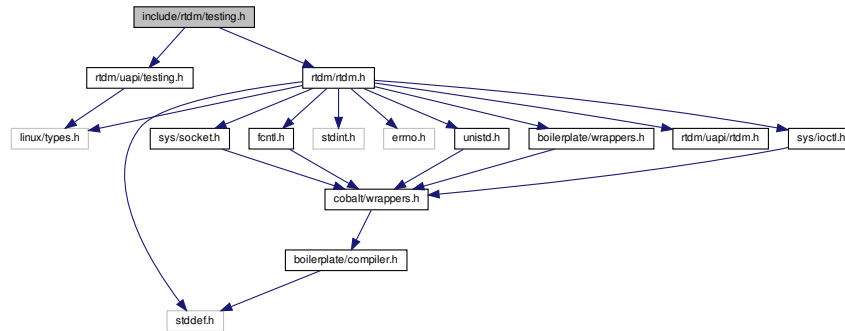 include/rtdm/testing.h
rtdm/uapi/testing.h
rtdm/rtdm.h
linux/types.h
sys/socket.h
fcntl.h
stdint.h
errno.h
unistd.h
boilerplate/wrappers.h
rtdm/uapi/rtdm.h
sys/ioctl.h
cobalt/wrappers.h
boilerplate/compiler.h
stddef.h